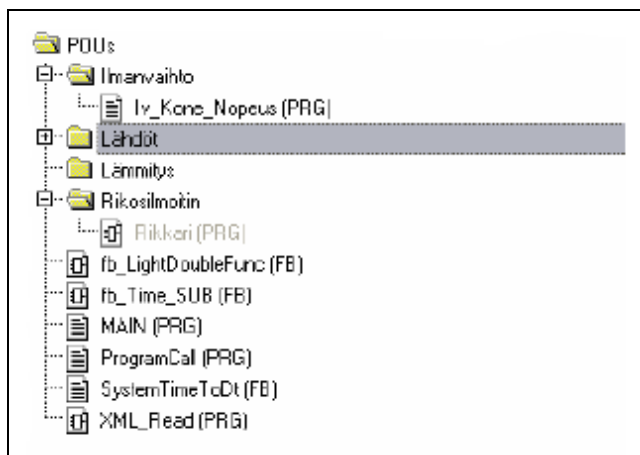 POUs
Ilmanvaihto
Iv_Kone_Nopeus (PRG)
Lähdöt
Lämmitys
Rikosilmoitin
Rikkari (PRG)
fb_LightDoubleFunc (FB)
fb_Time_SUB (FB)
MAIN (PRG)
ProgramCall (PRG)
SystemTimeToDt (FB)
XML_Read (PRG)